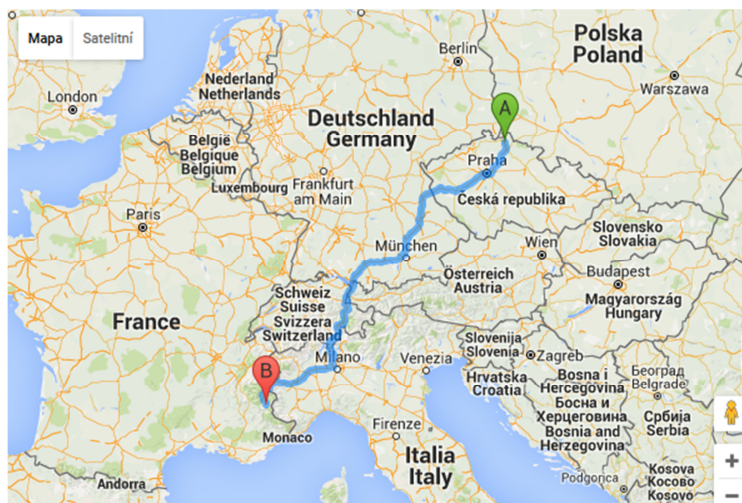 Mapa
Satelitní
Polska
Poland
Berlin
Warszawa
London
Nederland
Netherlands
Deutschland
Germany
A
België
Belgique
Belgium
Luxembourg
Frankfurt
am Main
Praha
Česká republika
Paris
Slovensko
Slovakia
München
Wien
Österreich
Austria
Budapest
Magyarország
Hungary
Schweiz
Suisse
Svizzera
Switzerland
France
Milano
Venezia
Slovenija
Slovenia
Zagreb
Hrvatska
Croatia
Bosna i
Hercegovina
Босна и
Херцеговина
Bosnia and
Herzegovina
Београд
Belgrade
Србија
Serbia
B
Monaco
Firenze
Italia
Italy
Andorra
Podgorica
Kosova
Kosovo
Kosovo
+
−